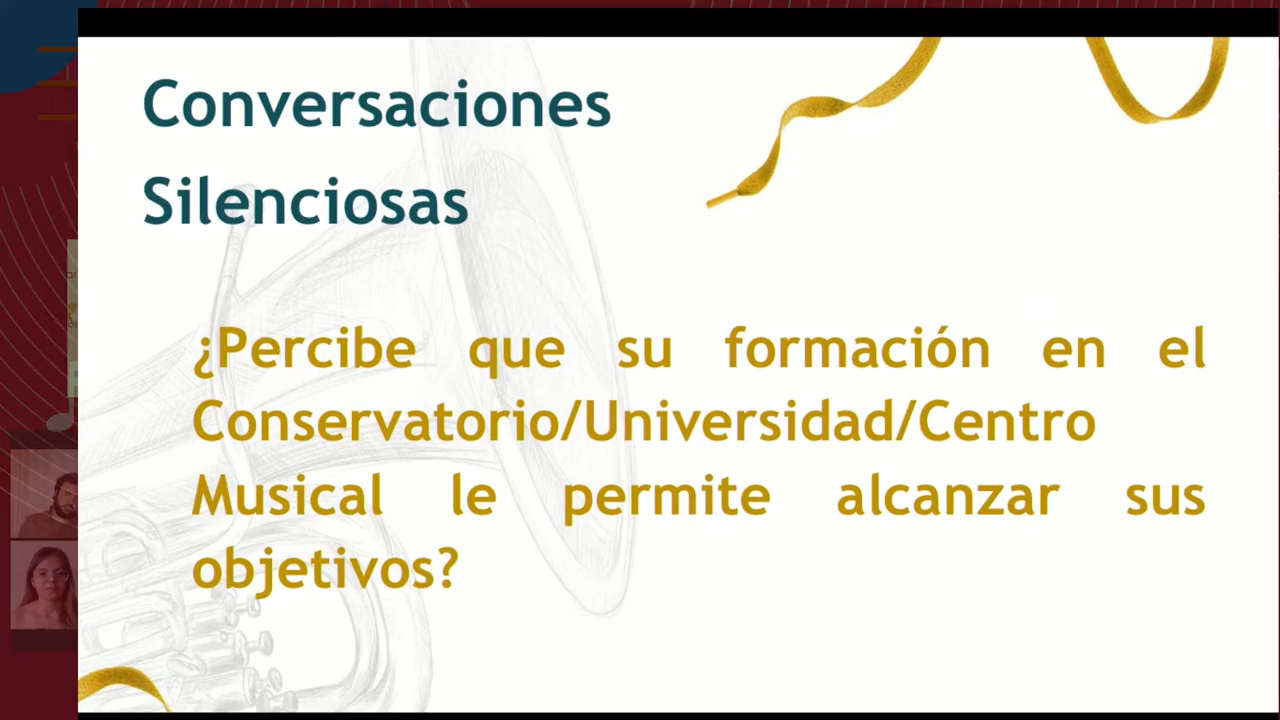 Conversaciones
Silenciosas
¿Percibe que su formación en el
Conservatorio/Universidad/Centro
Musical le permite alcanzar sus
objetivos?